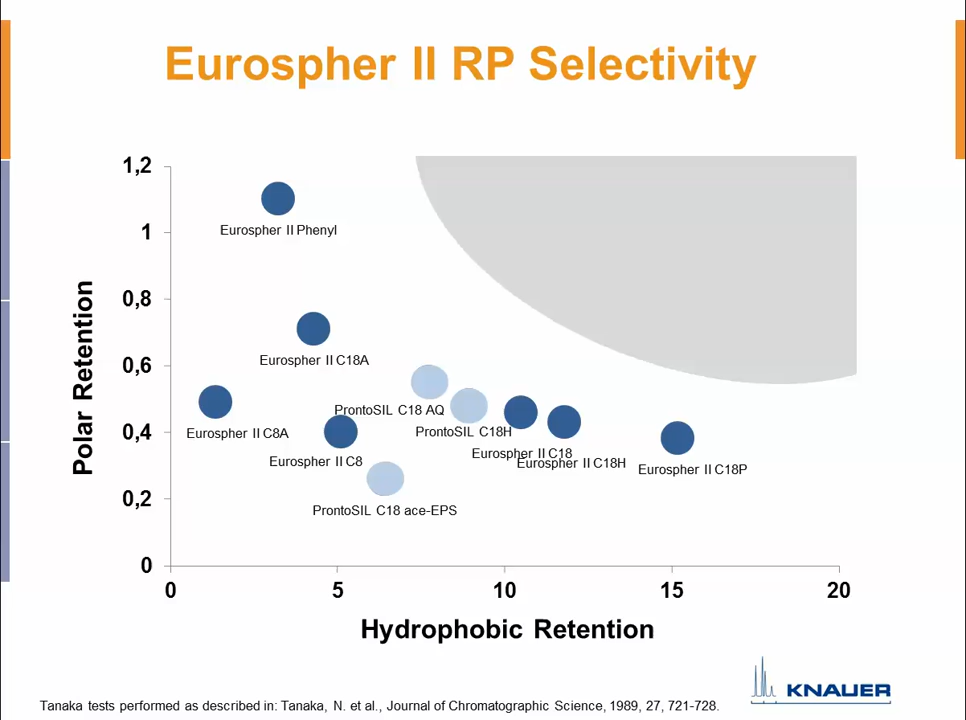 Eurospher II RP Selectivity
1,2
1
0,8
0,6
0,4
0,2
0
Polar Retention
Eurospher II Phenyl
Eurospher II C18A
ProntoSIL C18 AQ
Eurospher II C8A
ProntoSIL C18H
Eurospher II C18
Eurospher II C8
Eurospher II C18H
Eurospher II C18P
ProntoSIL C18 ace-EPS
0
5
10
15
20
Hydrophobic Retention
KNAUER
Tanaka tests performed as described in: Tanaka, N. et al., Journal of Chromatographic Science, 1989, 27, 721-728.